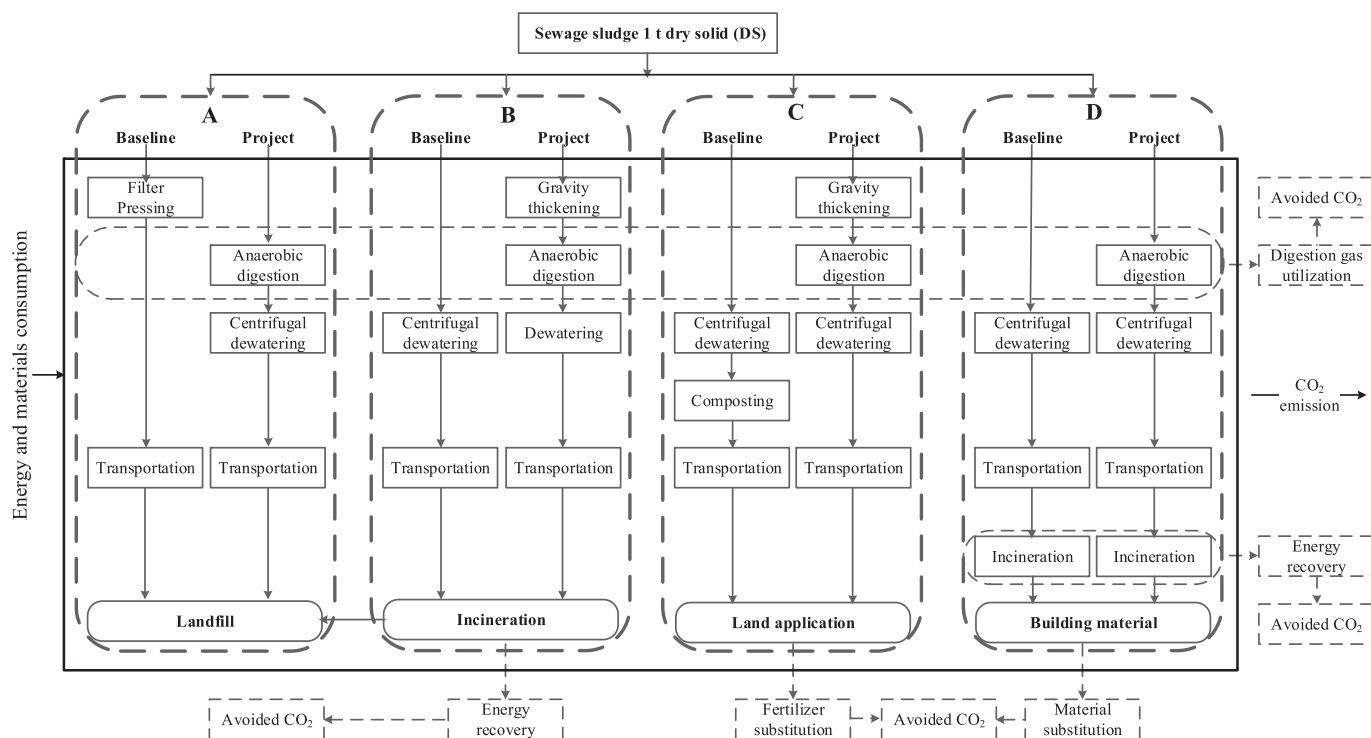 Sewage sludge 1 t dry solid (DS)
A
B
C
D
Baseline
Project
Baseline
Project
Baseline
Project
Baseline
Project
Filter
Pressing
Gravity
thickening
Gravity
thickening
Avoided CO₂
Anaerobic
digestion
Anaerobic
digestion
Anaerobic
digestion
Anaerobic
digestion
Digestion gas
utilization
Energy and materials consumption
Centrifugal
dewatering
Centrifugal
dewatering
Dewatering
Centrifugal
dewatering
Centrifugal
dewatering
Centrifugal
dewatering
Centrifugal
dewatering
Composting
CO₂
emission
Transportation
Transportation
Transportation
Transportation
Transportation
Transportation
Transportation
Transportation
Incineration
Incineration
Energy
recovery
Landfill
Incineration
Land application
Building material
Avoided CO₂
Avoided CO₂
Energy
recovery
Fertilizer
substitution
Avoided CO₂
Material
substitution